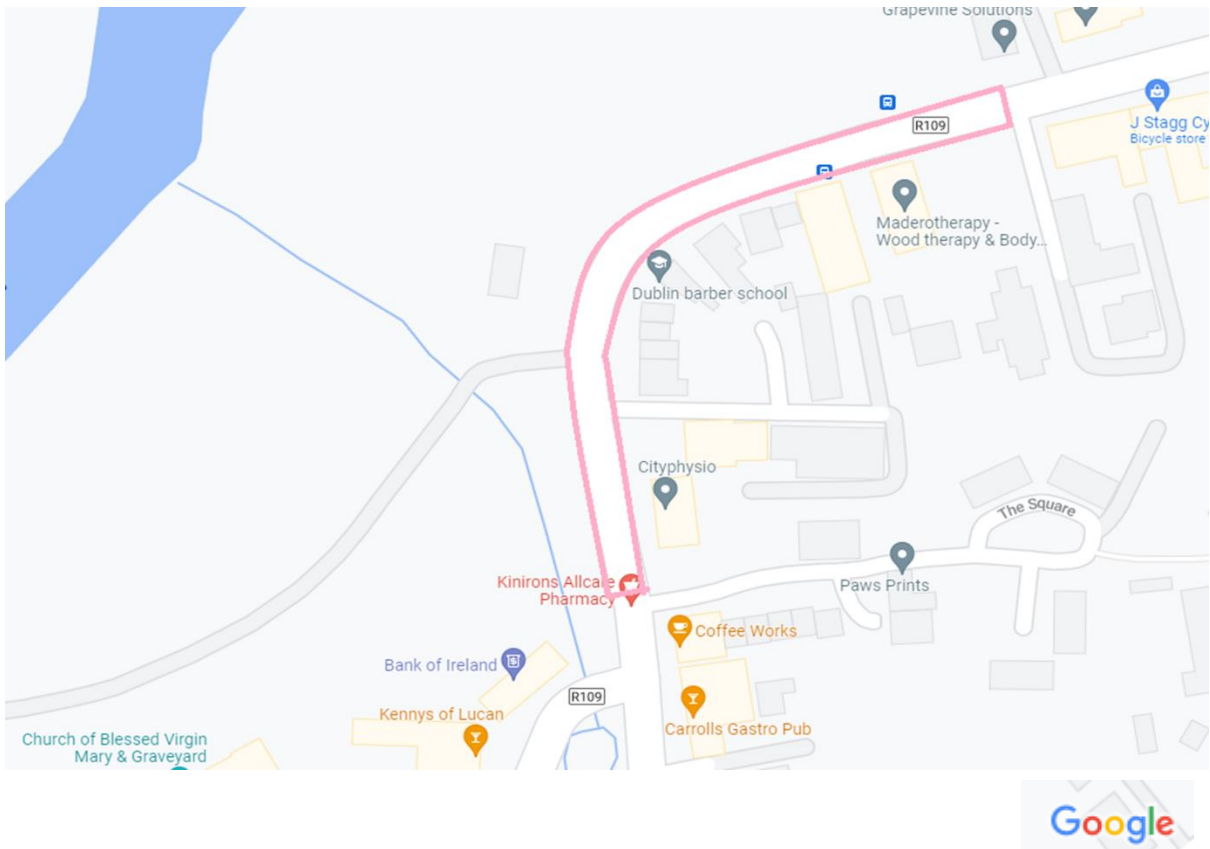 Grapevine Solutions
R109
J Stagg Cy
Bicycle store
Maderotherapy -
Wood therapy & Body...
Dublin barber school
Cityphysio
The Square
Kinirons Allcare
Pharmacy
Paws Prints
Coffee Works
Bank of Ireland
R109
Kennys of Lucan
Carrolls Gastro Pub
Church of Blessed Virgin
Mary & Graveyard
Google